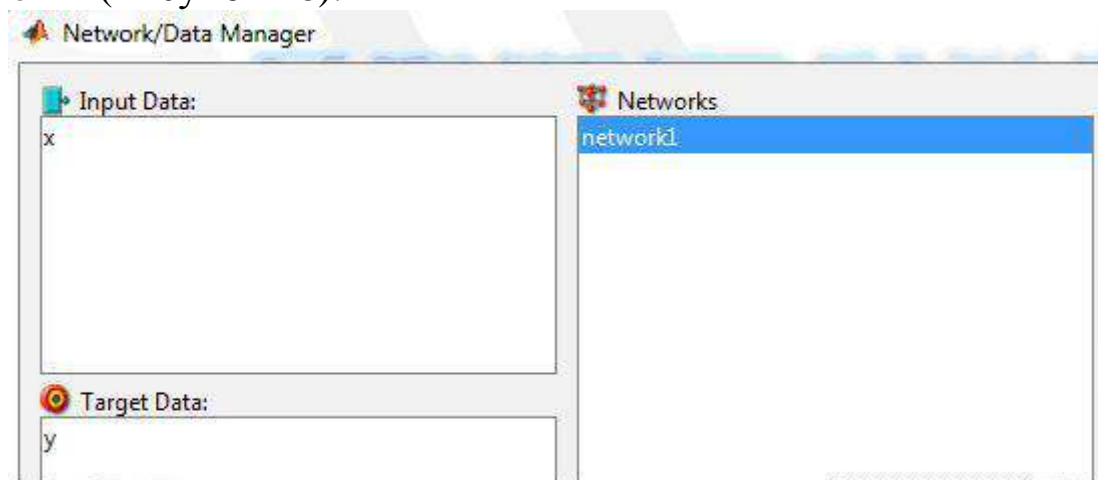 Network/Data Manager
Input Data:
x
Networks
network1
Target Data:
y